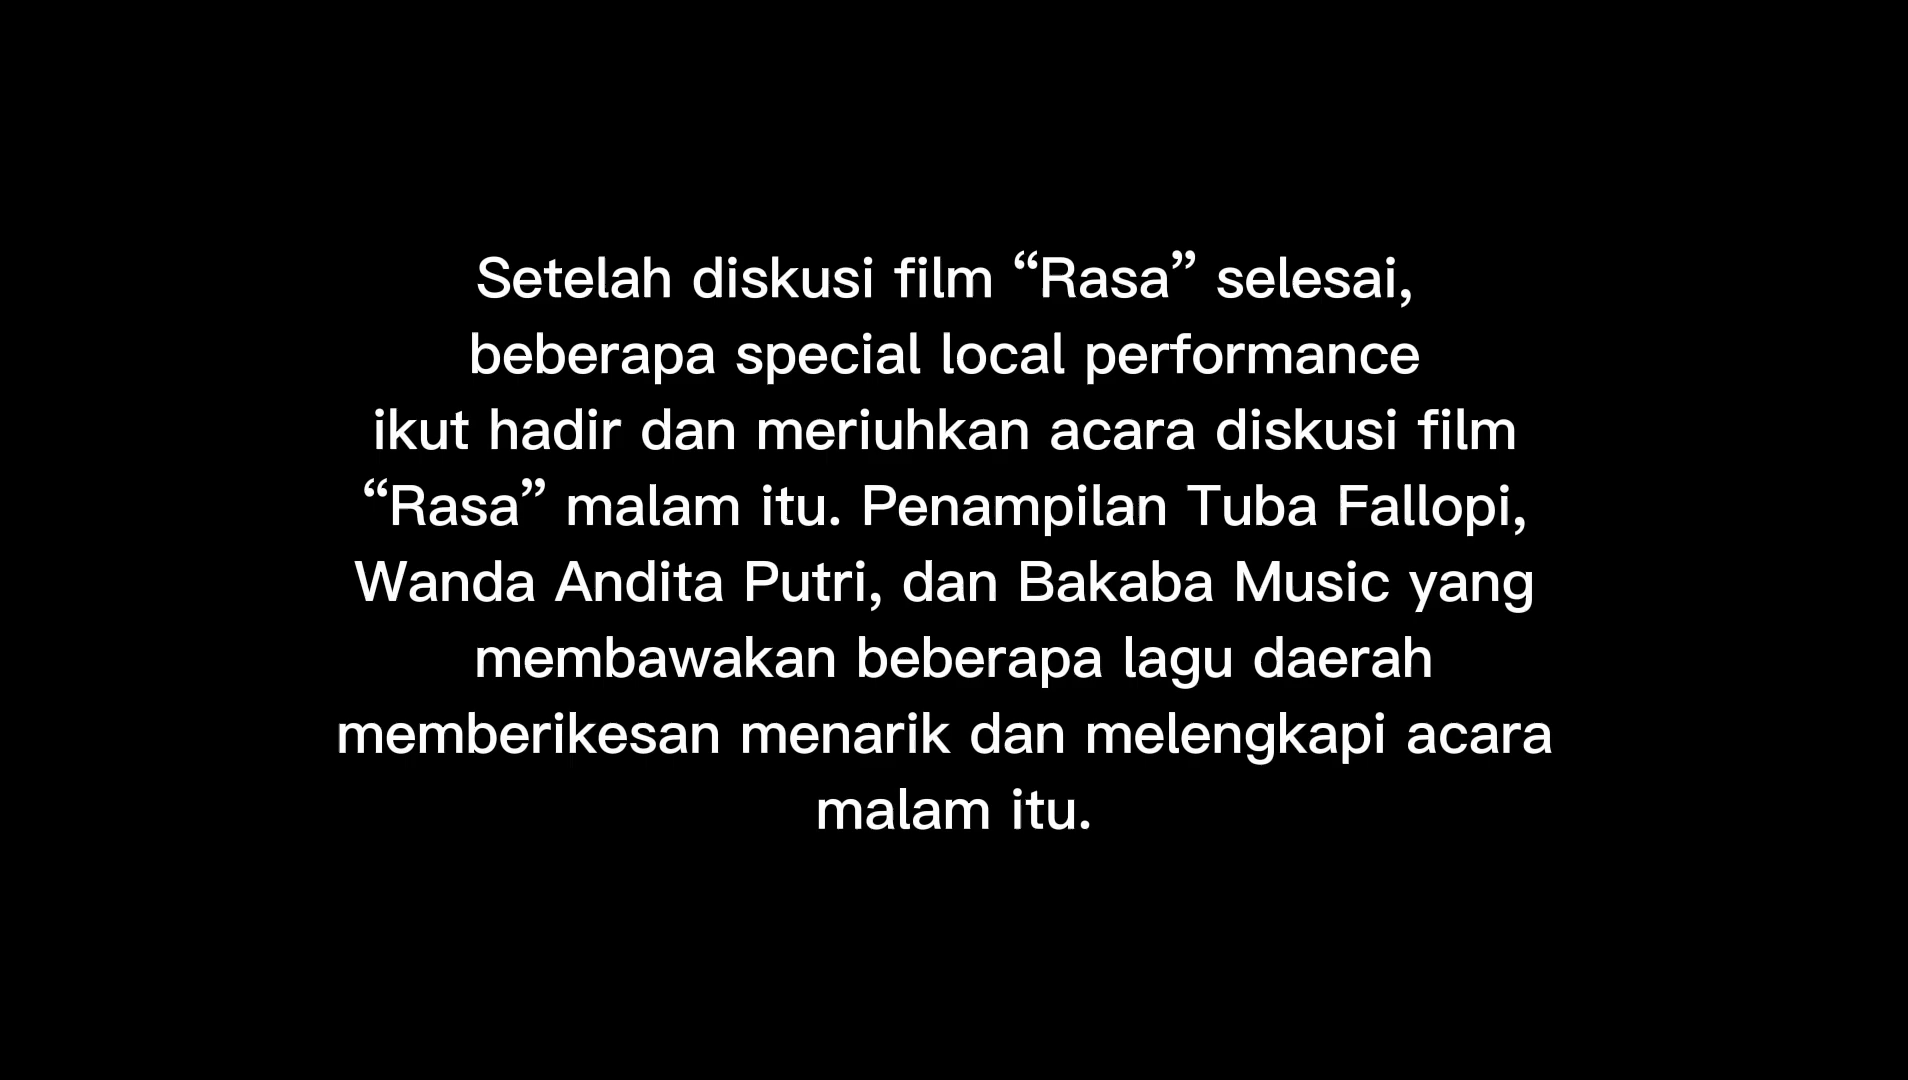 Setelah diskusi film “Rasa” selesai,
beberapa special local performance
ikut hadir dan meriuhkan acara diskusi film
“Rasa” malam itu. Penampilan Tuba Fallopi,
Wanda Andita Putri, dan Bakaba Music yang
membawakan beberapa lagu daerah
memberikesan menarik dan melengkapi acara
malam itu.